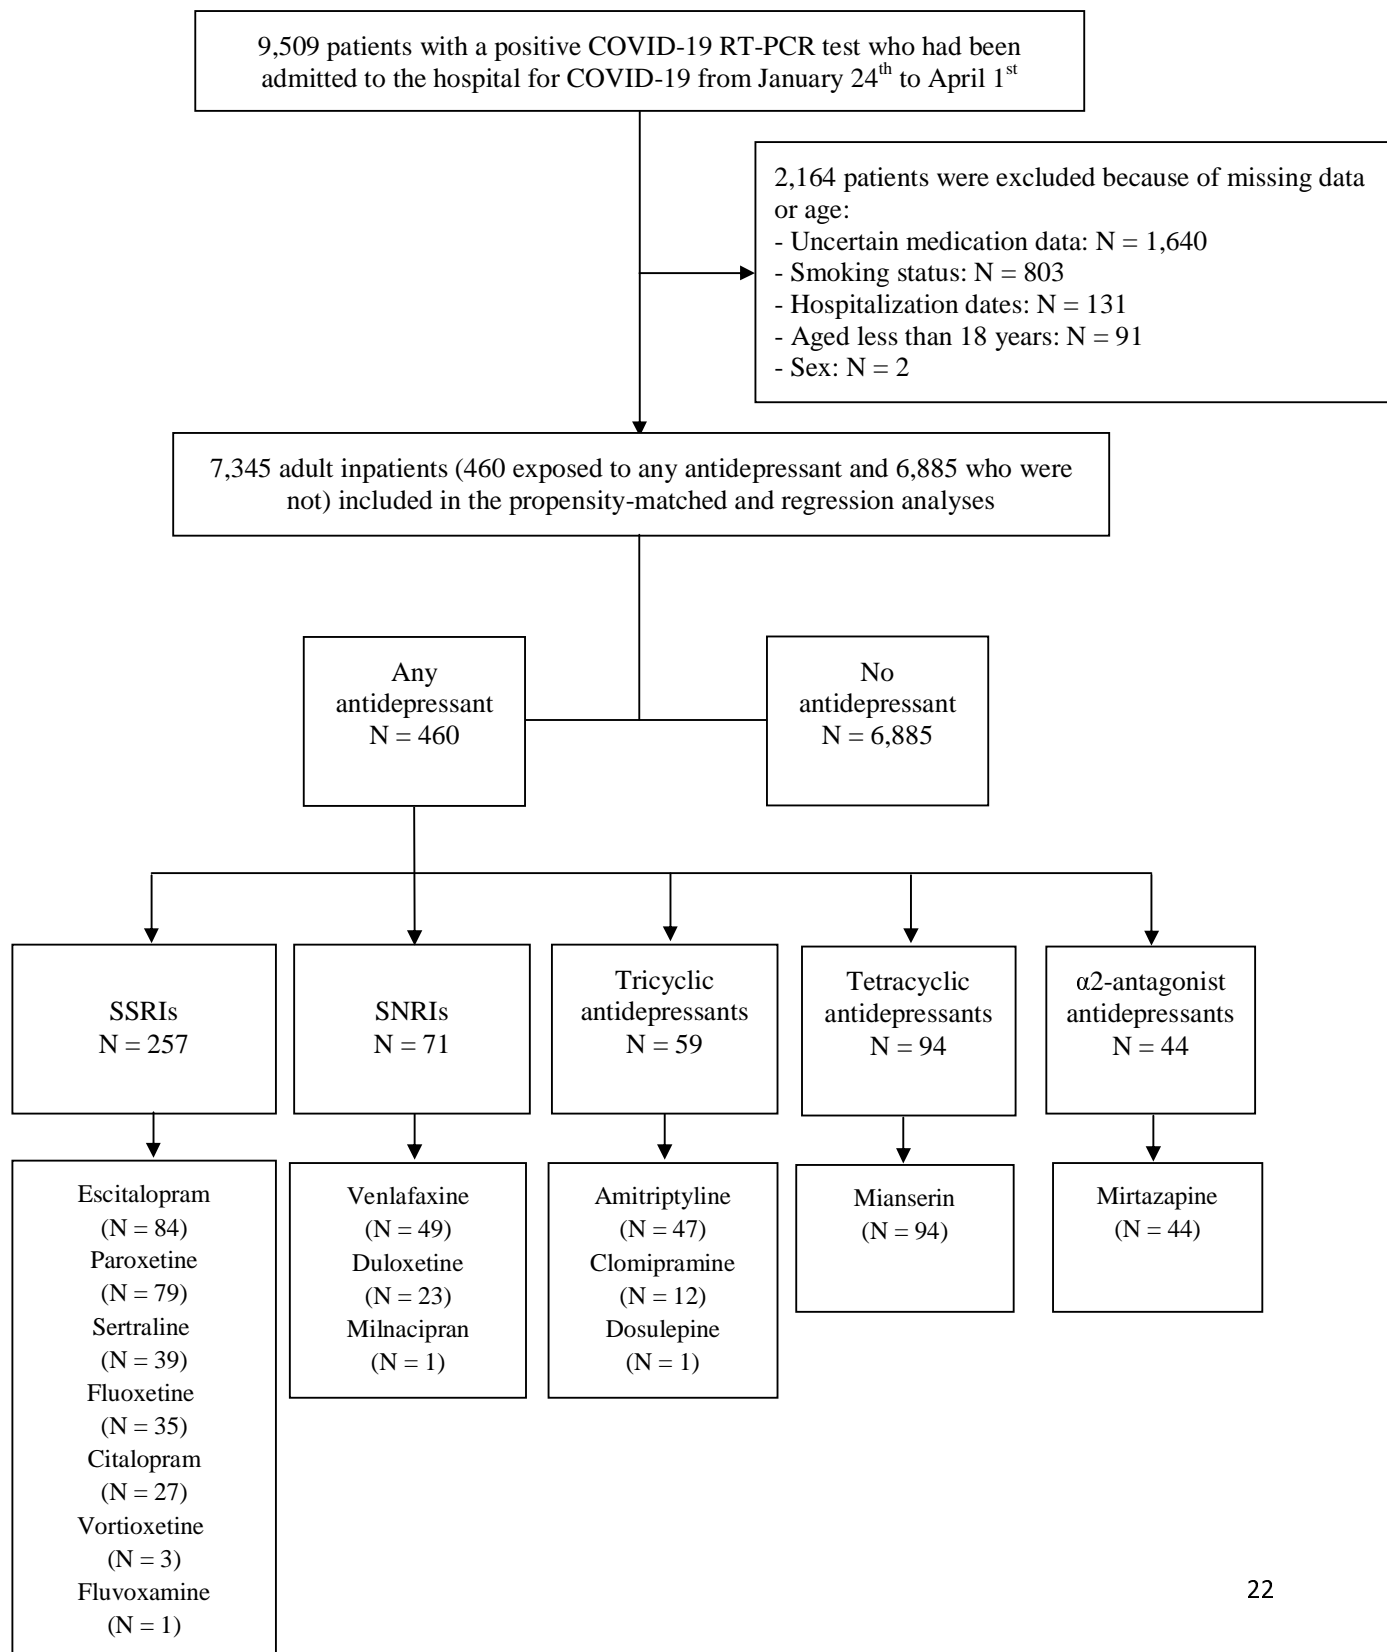 9,509 patients with a positive COVID-19 RT-PCR test who had been
admitted to the hospital for COVID-19 from January 24th to April 1st
2,164 patients were excluded because of missing data
or age:
- Uncertain medication data: N = 1,640
- Smoking status: N = 803
- Hospitalization dates: N = 131
- Aged less than 18 years: N = 91
- Sex: N = 2
7,345 adult inpatients (460 exposed to any antidepressant and 6,885 who were
not) included in the propensity-matched and regression analyses
Any
antidepressant
N = 460
No
antidepressant
N = 6,885
SSRIs
N = 257
SNRIs
N = 71
Tricyclic
antidepressants
N = 59
Tetracyclic
antidepressants
N = 94
α2-antagonist
antidepressants
N = 44
Escitalopram
(N = 84)
Paroxetine
(N = 79)
Sertraline
(N = 39)
Fluoxetine
(N = 35)
Citalopram
(N = 27)
Vortioxetine
(N = 3)
Fluvoxamine
(N = 1)
Venlafaxine
(N = 49)
Duloxetine
(N = 23)
Milnacipran
(N = 1)
Amitriptyline
(N = 47)
Clomipramine
(N = 12)
Dosulepine
(N = 1)
Mianserin
(N = 94)
Mirtazapine
(N = 44)
22